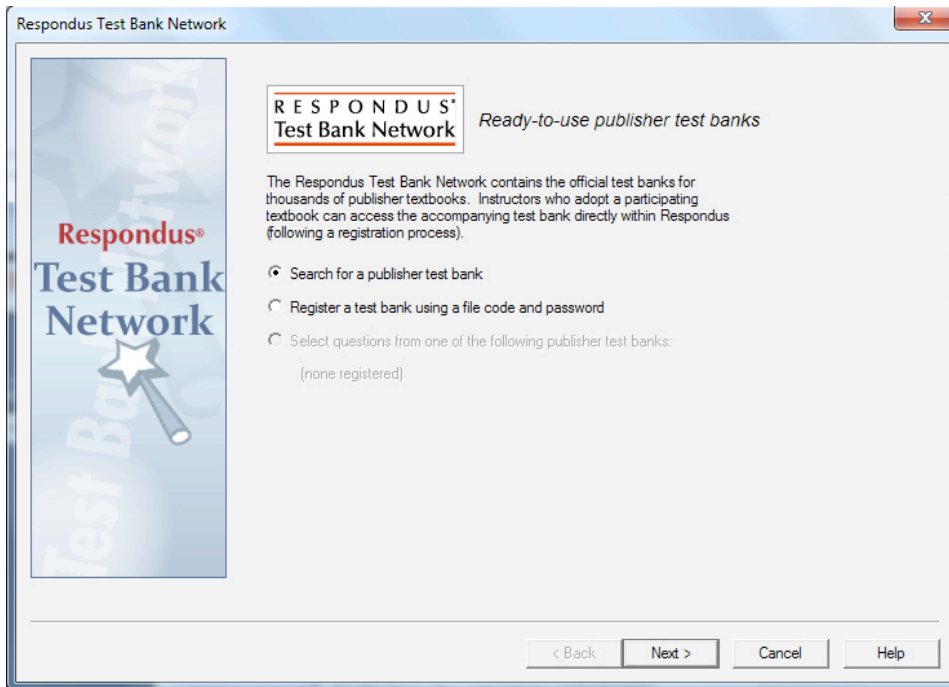 Respondus Test Bank Network
RESPONDUS®
Test Bank Network
Ready-to-use publisher test banks
The Respondus Test Bank Network contains the official test banks for
thousands of publisher textbooks. Instructors who adopt a participating
textbook can access the accompanying test bank directly within Respondus
(following a registration process).
Respondus®
Test Bank
Network
Search for a publisher test bank
Register a test bank using a file code and password
Select questions from one of the following publisher test banks:
(none registered)
Test Bank Network
< Back
Next >
Cancel
Help